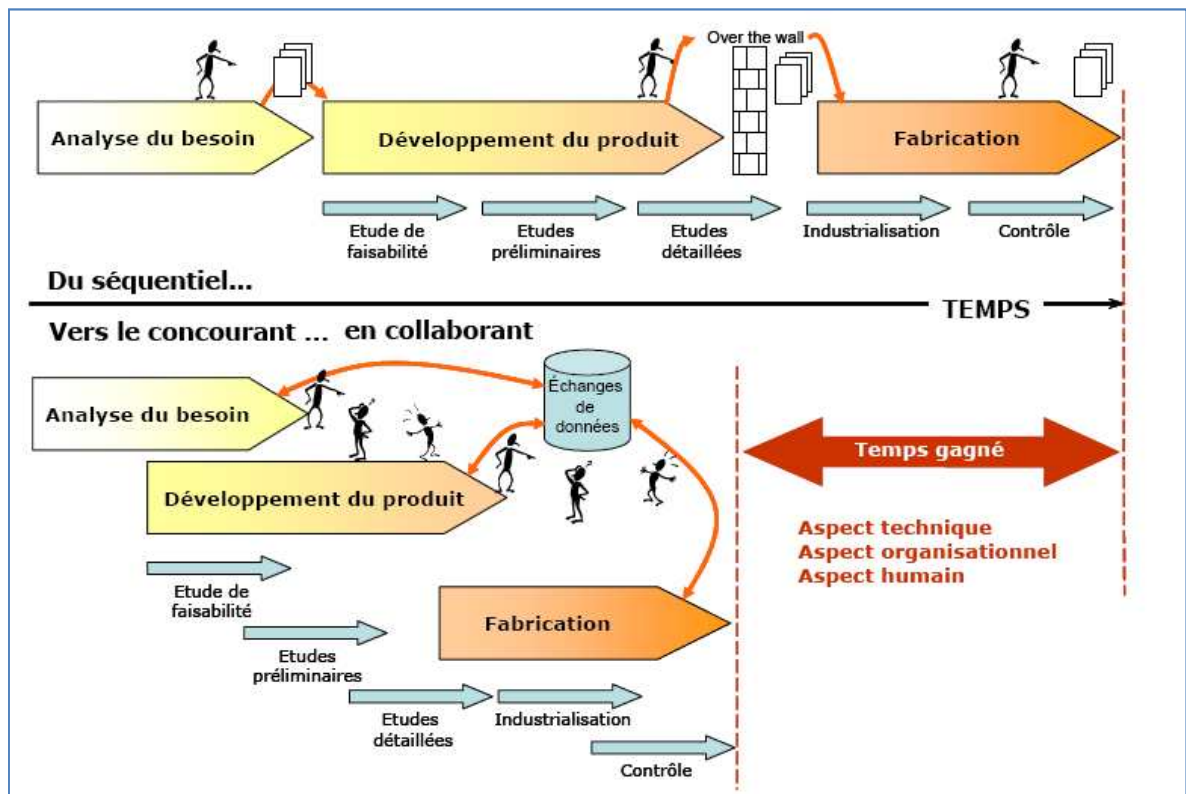 Over the wall
Analyse du besoin
Développement du produit
Fabrication
Etude de
faisabilité
Etudes
préliminaires
Etudes
détaillées
Industrialisation
Contrôle
Du séquentiel...
TEMPS
Vers le concourant ... en collaborant
Échanges
de
données
Analyse du besoin
Temps gagné
Développement du produit
Aspect technique
Aspect organisationnel
Aspect humain
Etude de
faisabilité
Fabrication
Etudes
préliminaires
Etudes
détaillées
Industrialisation
Contrôle